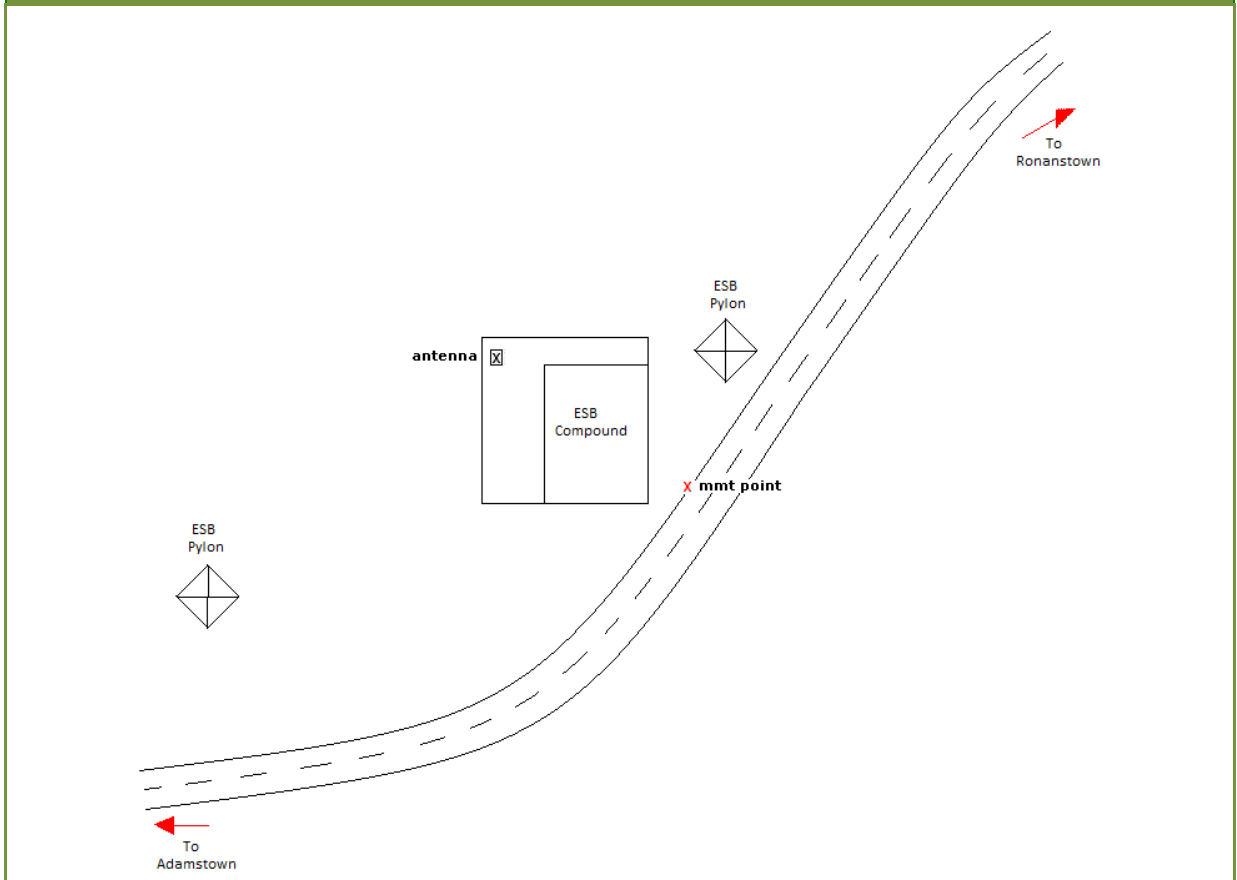 To
Ronanstown
ESB
Pylon
antenna
X
ESB
Compound
X mmt point
ESB
Pylon
To
Adamstown